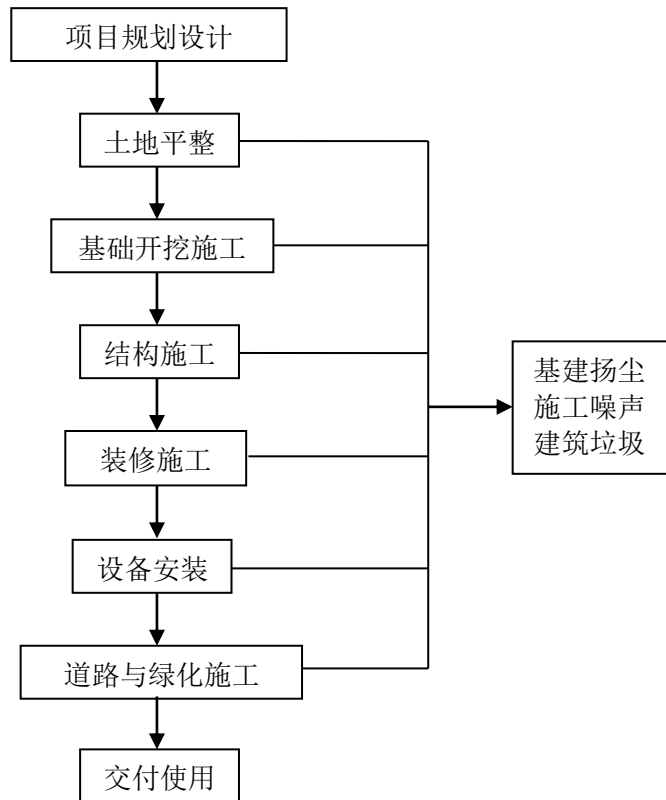 项目规划设计
土地平整
基础开挖施工
结构施工
装修施工
设备安装
道路与绿化施工
交付使用
基建扬尘
施工噪声
建筑垃圾